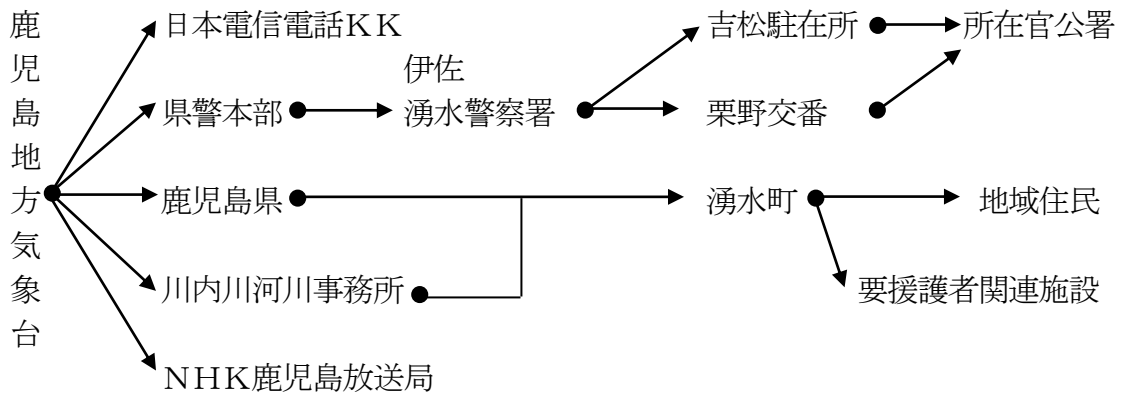 鹿児島地方気象台
日本電信電話ＫＫ
県警本部
伊佐
湧水警察署
吉松駐在所
所在官公署
栗野交番
鹿児島県
湧水町
地域住民
川内川河川事務所
要援護者関連施設
ＮＨＫ鹿児島放送局